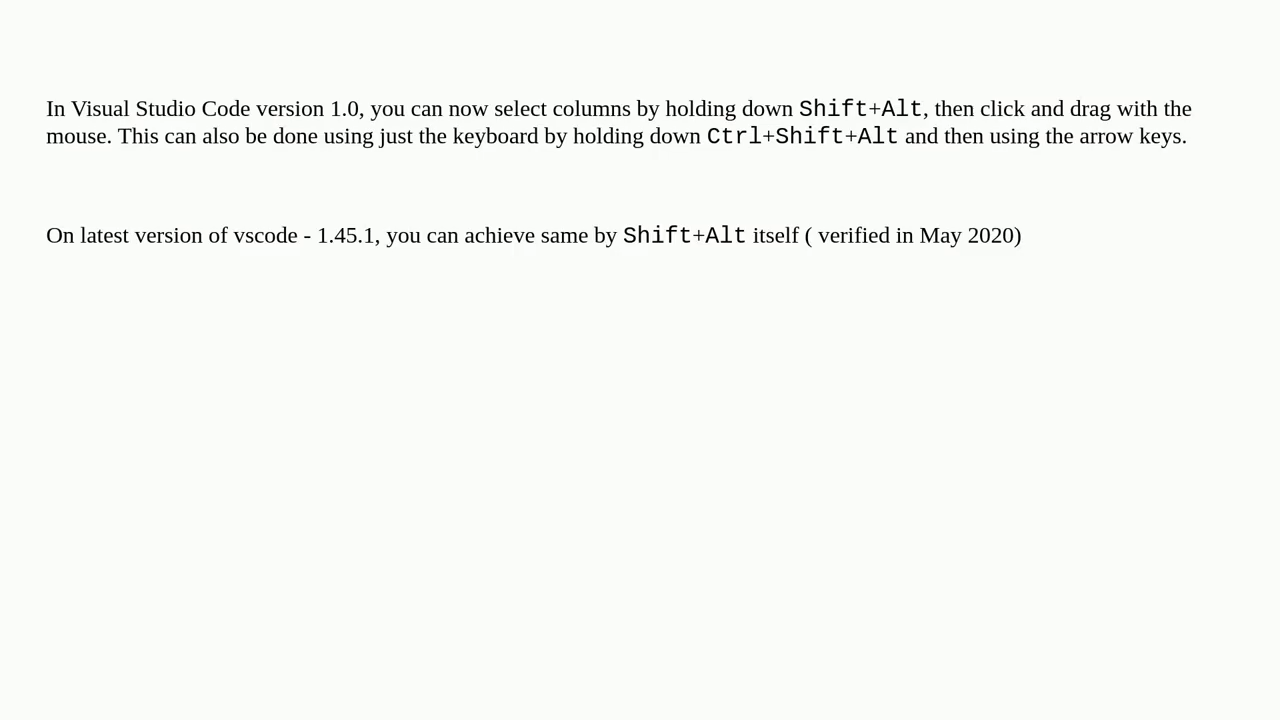 In Visual Studio Code version 1.0, you can now select columns by holding down Shift+Alt, then click and drag with the
mouse. This can also be done using just the keyboard by holding down Ctrl+Shift+Alt and then using the arrow keys.
On latest version of vscode - 1.45.1, you can achieve same by Shift+Alt itself ( verified in May 2020)